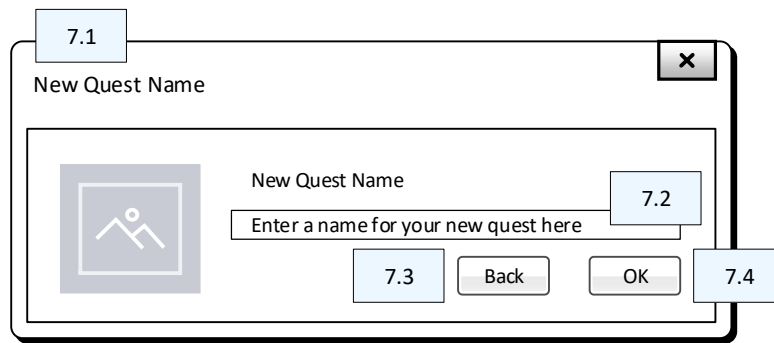 7.1
New Quest Name
New Quest Name
7.2
Enter a name for your new quest here
7.3
Back
OK
7.4